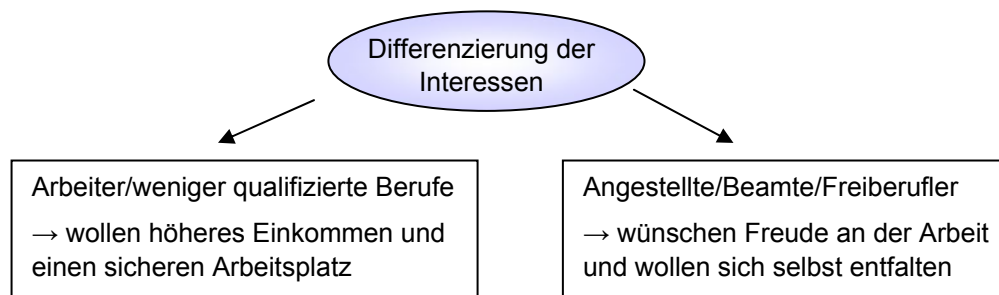 Differenzierung der
Interessen
Arbeiter/weniger qualifizierte Berufe
→ wollen höheres Einkommen und
einen sicheren Arbeitsplatz
Angestellte/Beamte/Freiberufler
→ wünschen Freude an der Arbeit
und wollen sich selbst entfalten